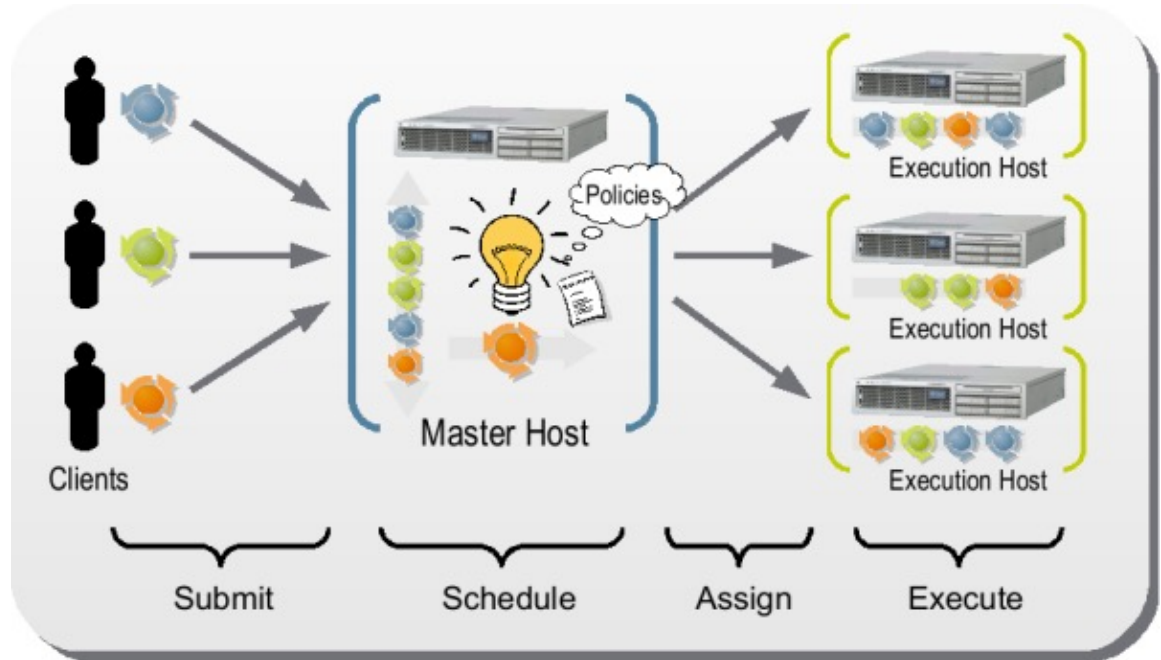 Policies
Execution Host
Execution Host
Master Host
Clients
Execution Host
Submit
Schedule
Assign
Execute